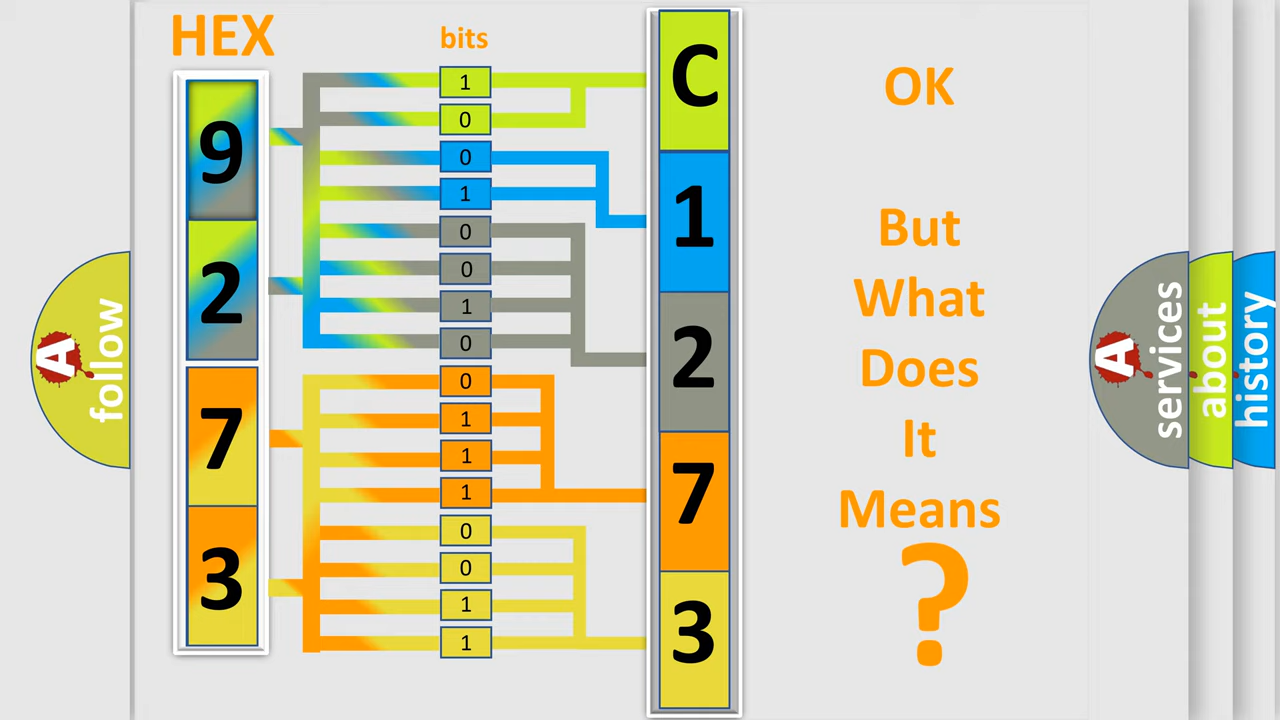 HEX
bits
9
2
7
3
1
0
0
1
0
0
1
0
0
1
1
1
0
0
1
1
C
1
2
7
3
OK
But
What
Does
It
Means
?
A
follow
A
services
about
history